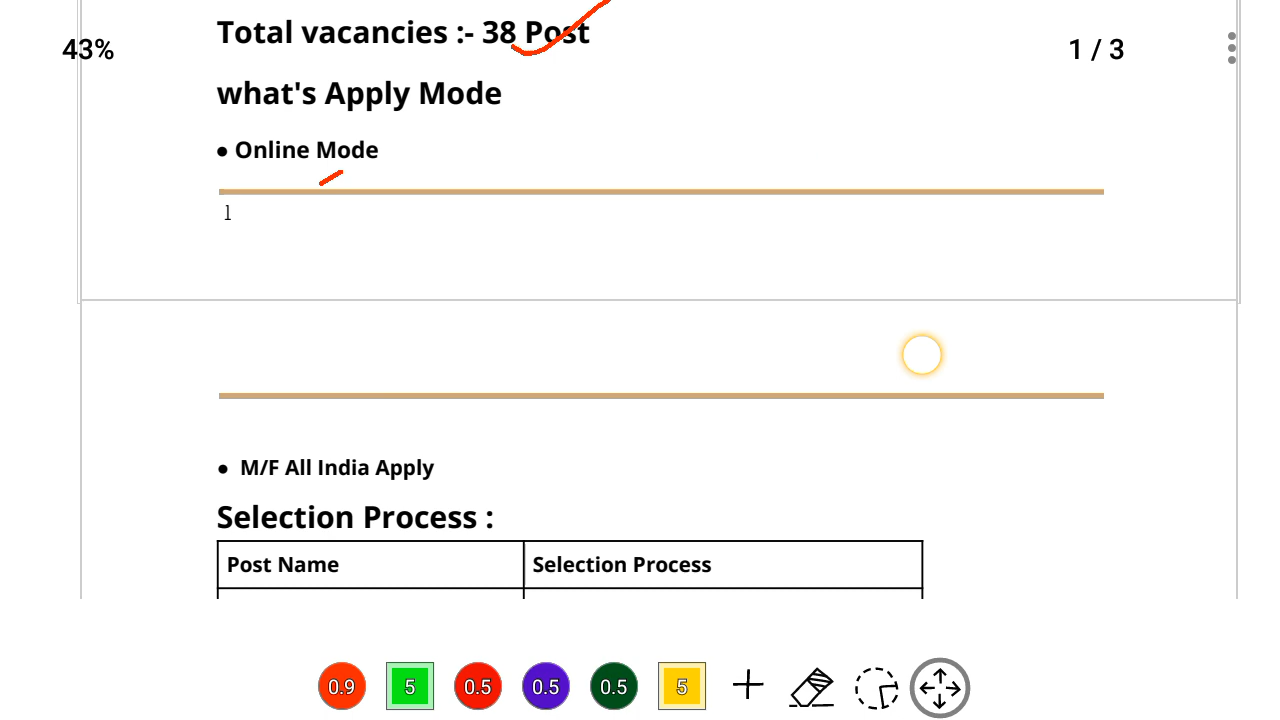 Total vacancies :- 38 Post
43%
1 / 3
what's Apply Mode
● Online Mode
1
● M/F All India Apply
Selection Process :
Post Name Selection Process
0.9 5 0.5 0.5 0.5 5